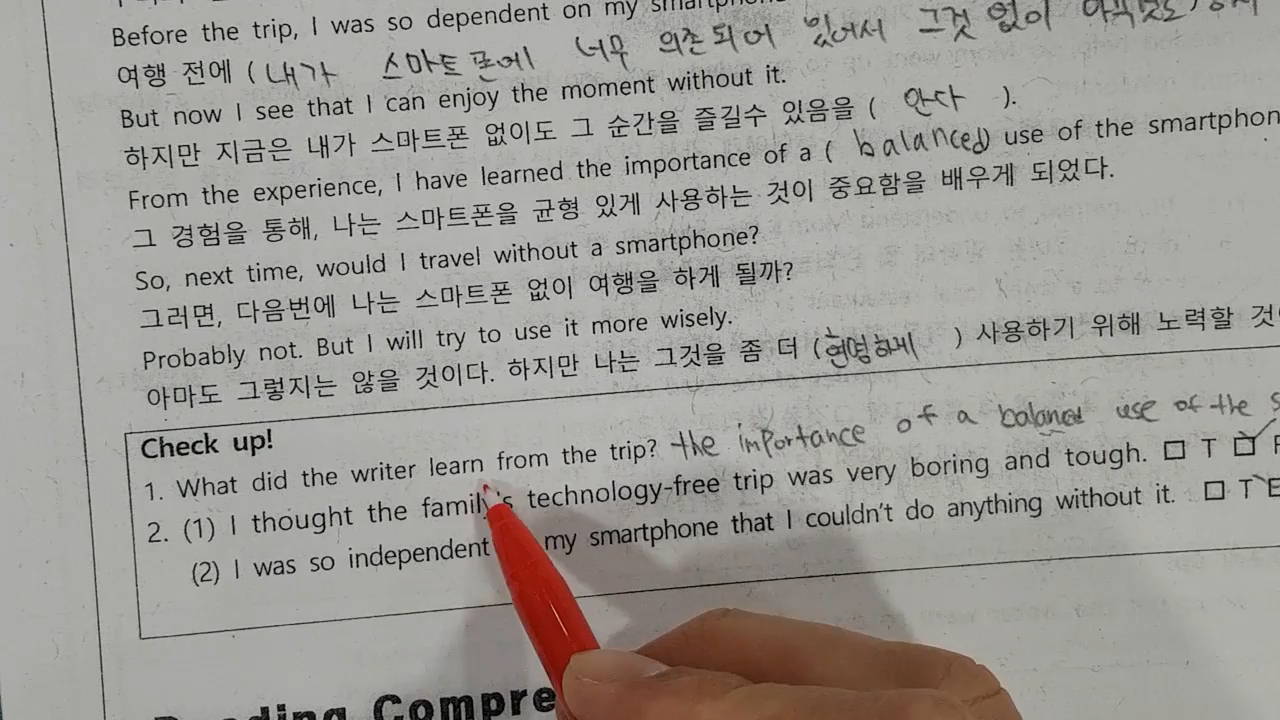 Before the trip, I was so dependent on my smartphone
여행 전에 (내가 스마트폰에 너무 의존되어 있어서 그것 없이
But now I see that I can enjoy the moment without it.
하지만 지금은 내가 스마트폰 없이도 그 순간을 즐길수 있음을 ( 안다 ).
From the experience, I have learned the importance of a ( balanced) use of the smartphon
그 경험을 통해, 나는 스마트폰을 균형 있게 사용하는 것이 중요함을 배우게 되었다.
So, next time, would I travel without a smartphone?
그러면, 다음번에 나는 스마트폰 없이 여행을 하게 될까?
Probably not. But I will try to use it more wisely.
아마도 그렇지는 않을 것이다. 하지만 나는 그것을 좀 더 (현명하게 ) 사용하기 위해 노력할 것
Check up!
1. What did the writer learn from the trip? the importance of a balanced use of the s
2. (1) I thought the family's technology-free trip was very boring and tough. □ T □ F
(2) I was so independent my smartphone that I couldn't do anything without it. □ T
Reading Compre